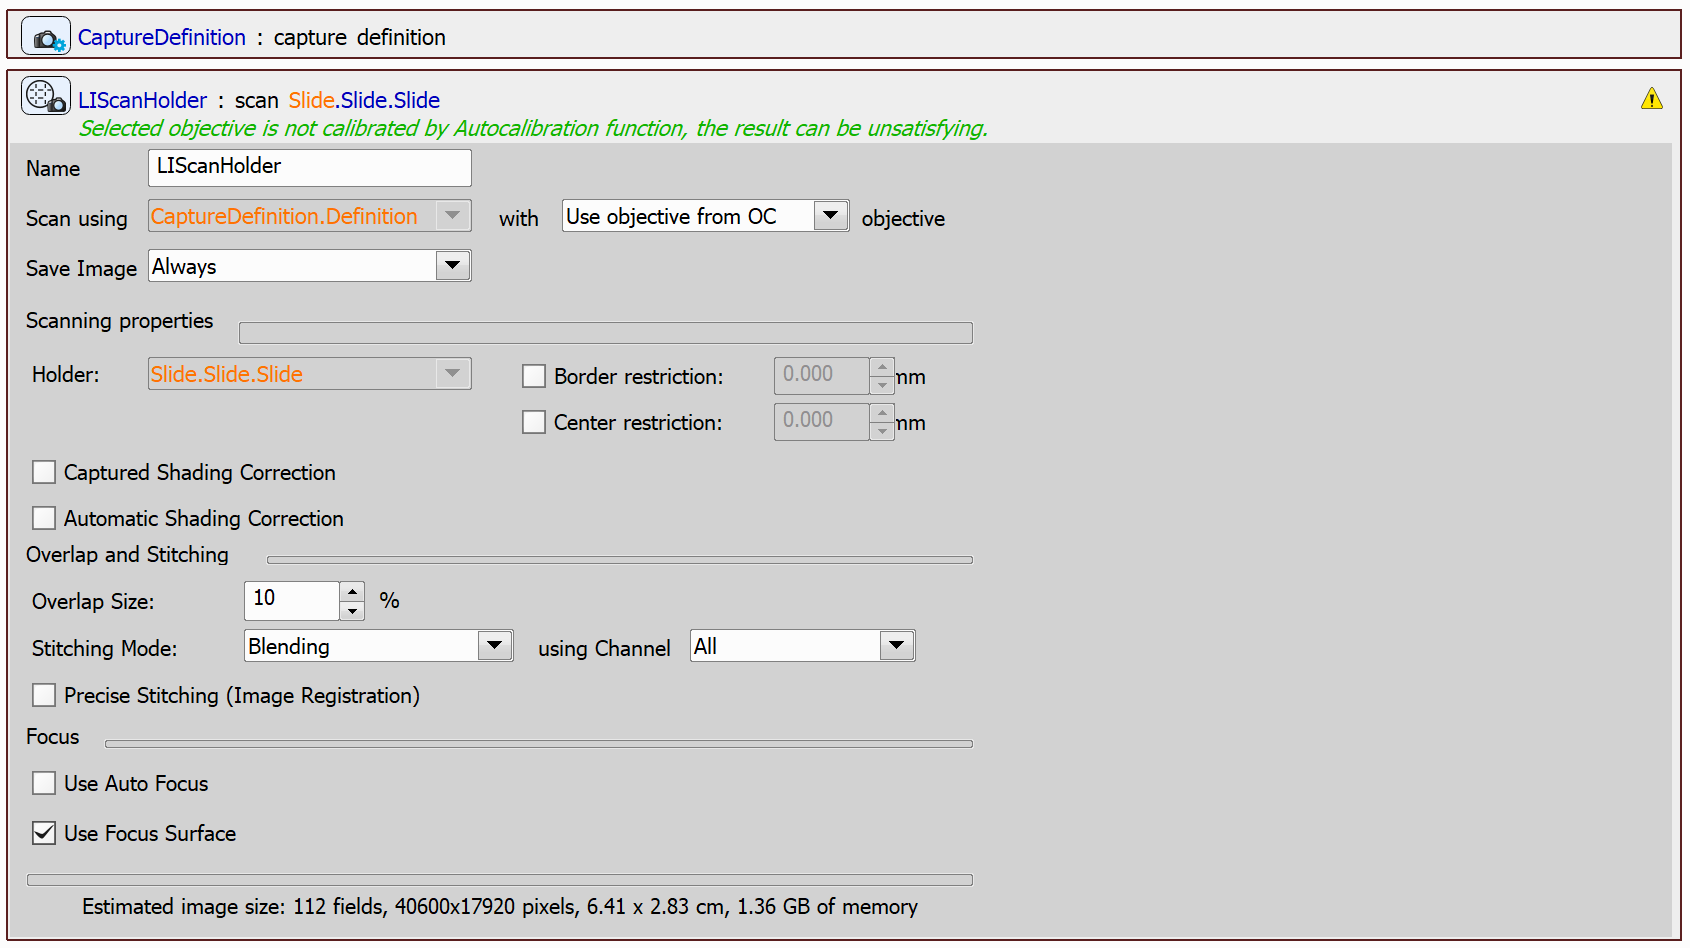 CaptureDefinition : capture definition
LIScanHolder : scan Slide.Slide.Slide
Selected objective is not calibrated by Autocalibration function, the result can be unsatisfying.
Name LIScanHolder
Scan using CaptureDefinition.Definition with Use objective from OC objective
Save Image Always
Scanning properties
Holder: Slide.Slide.Slide Border restriction: 0.000 mm
Center restriction: 0.000 mm
Captured Shading Correction
Automatic Shading Correction
Overlap and Stitching
Overlap Size: 10 %
Stitching Mode: Blending using Channel All
Precise Stitching (Image Registration)
Focus
Use Auto Focus
Use Focus Surface
Estimated image size: 112 fields, 40600x17920 pixels, 6.41 x 2.83 cm, 1.36 GB of memory